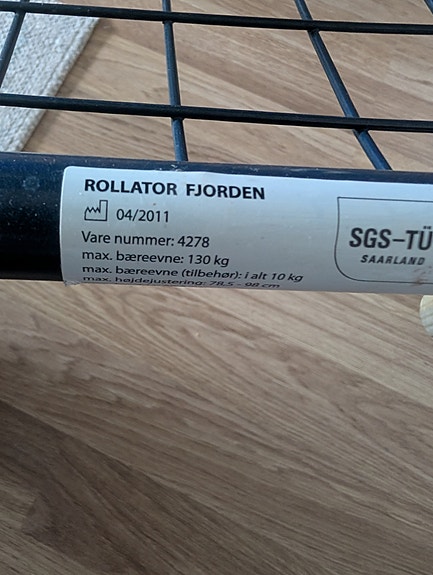 ROLLATOR FJORDEN
04/2011
Vare nummer: 4278
max. bæreevne: 130 kg
max. bæreevne (tilbehør): i alt 10 kg
max. højdejustering: 78,5 - 98 cm
SGS-TÜ
SAARLAND